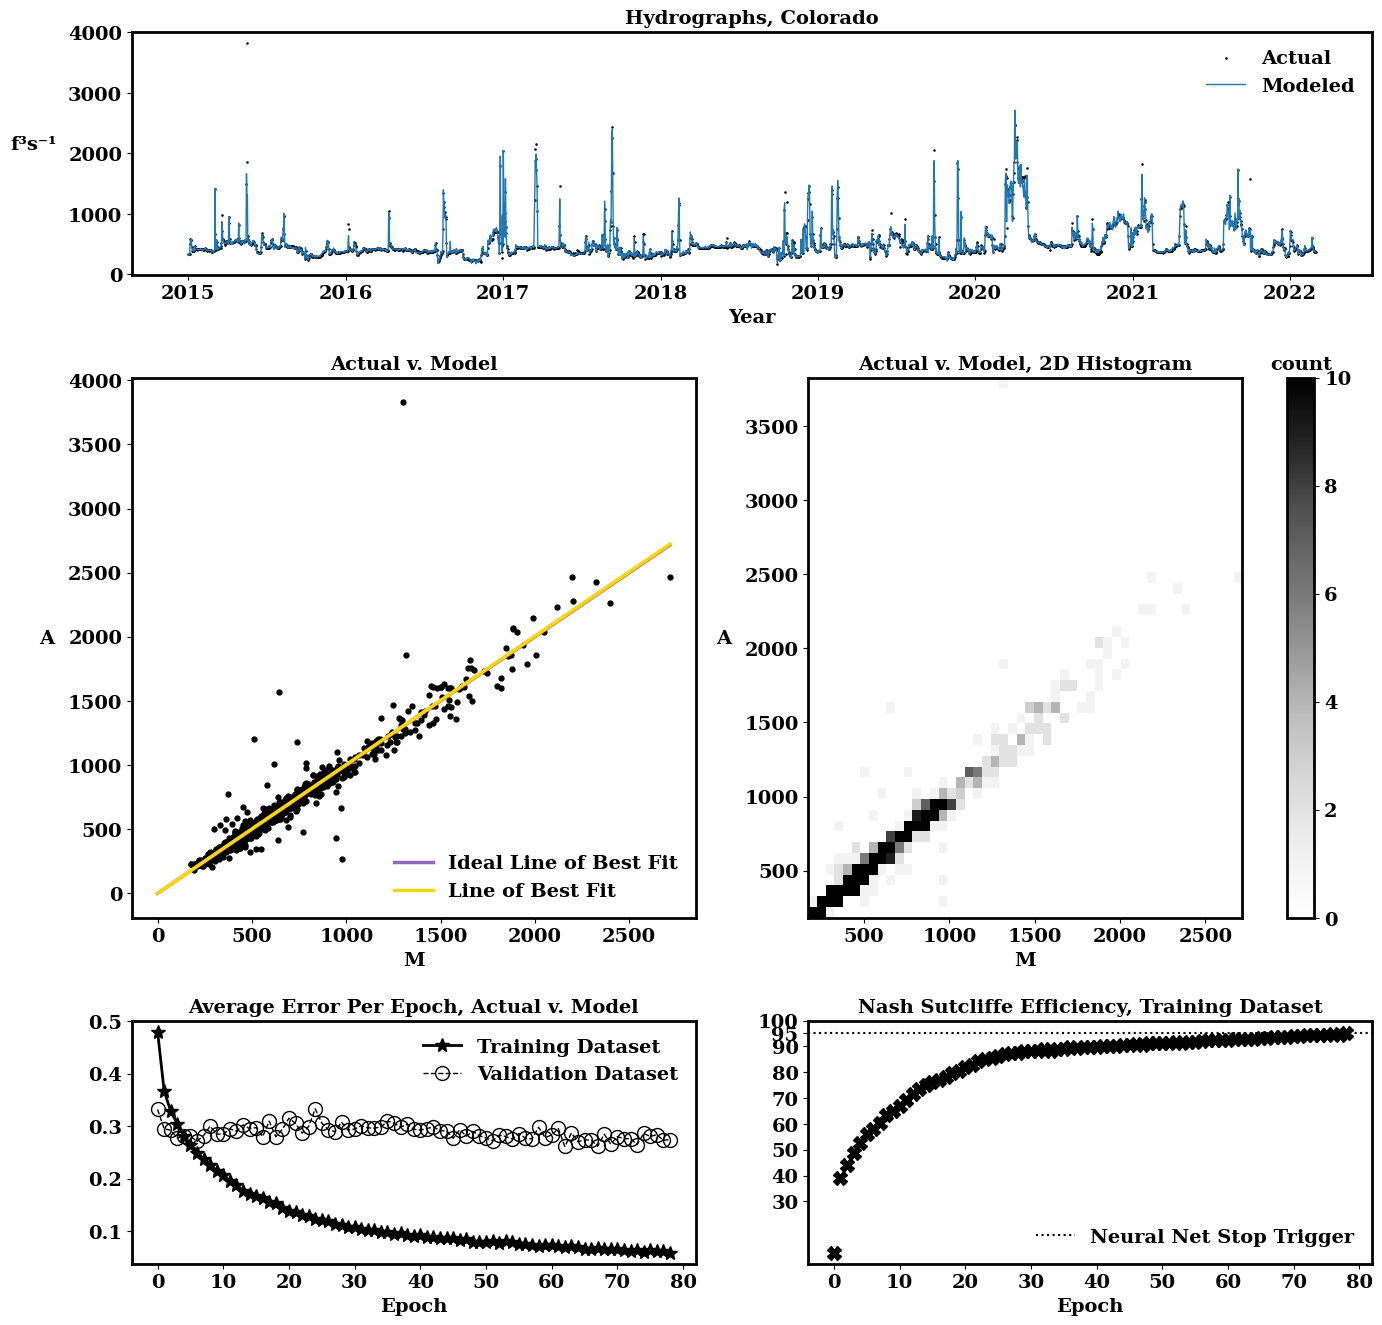 Hydrographs, Colorado
4000
3000
2000
1000
0
f³s⁻¹
Actual
Modeled
2015 2016 2017 2018 2019 2020 2021 2022
Year
Actual v. Model
4000
3500
3000
2500
2000
1500
1000
500
0
A
Ideal Line of Best Fit
Line of Best Fit
0 500 1000 1500 2000 2500
M
Actual v. Model, 2D Histogram
3500
3000
2500
2000
1500
1000
500
A
500 1000 1500 2000 2500
M
count
10
8
6
4
2
0
Average Error Per Epoch, Actual v. Model
0.5
0.4
0.3
0.2
0.1
Training Dataset
Validation Dataset
0 10 20 30 40 50 60 70 80
Epoch
Nash Sutcliffe Efficiency, Training Dataset
100
95
90
80
70
60
50
40
30
Neural Net Stop Trigger
0 10 20 30 40 50 60 70 80
Epoch